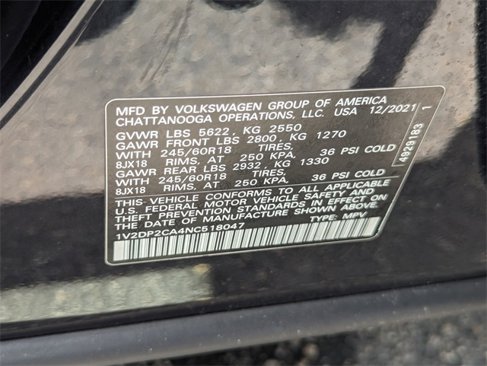 MFD BY VOLKSWAGEN GROUP OF AMERICA
CHATTANOOGA OPERATIONS, LLC. USA 12/2021
GVWR LBS 5622, KG 2550
GAWR FRONT LBS 2800, KG 1270
WITH 245/60R18 TIRES,
8JX18 RIMS, AT 250 KPA, 36 PSI COLD
GAWR REAR LBS 2932, KG 1330
WITH 245/60R18 TIRES,
8JX18 RIMS, AT 250 KPA, 36 PSI COLD
THIS VEHICLE CONFORMS TO ALL APPLICABLE
U.S. FEDERAL MOTOR VEHICLE SAFETY AND
THEFT PREVENTION STANDARDS IN EFFECT ON
THE DATE OF MANUFACTURE SHOWN ABOVE.
1V2DP2CA4NC518047 TYPE: MPV
4929183 1